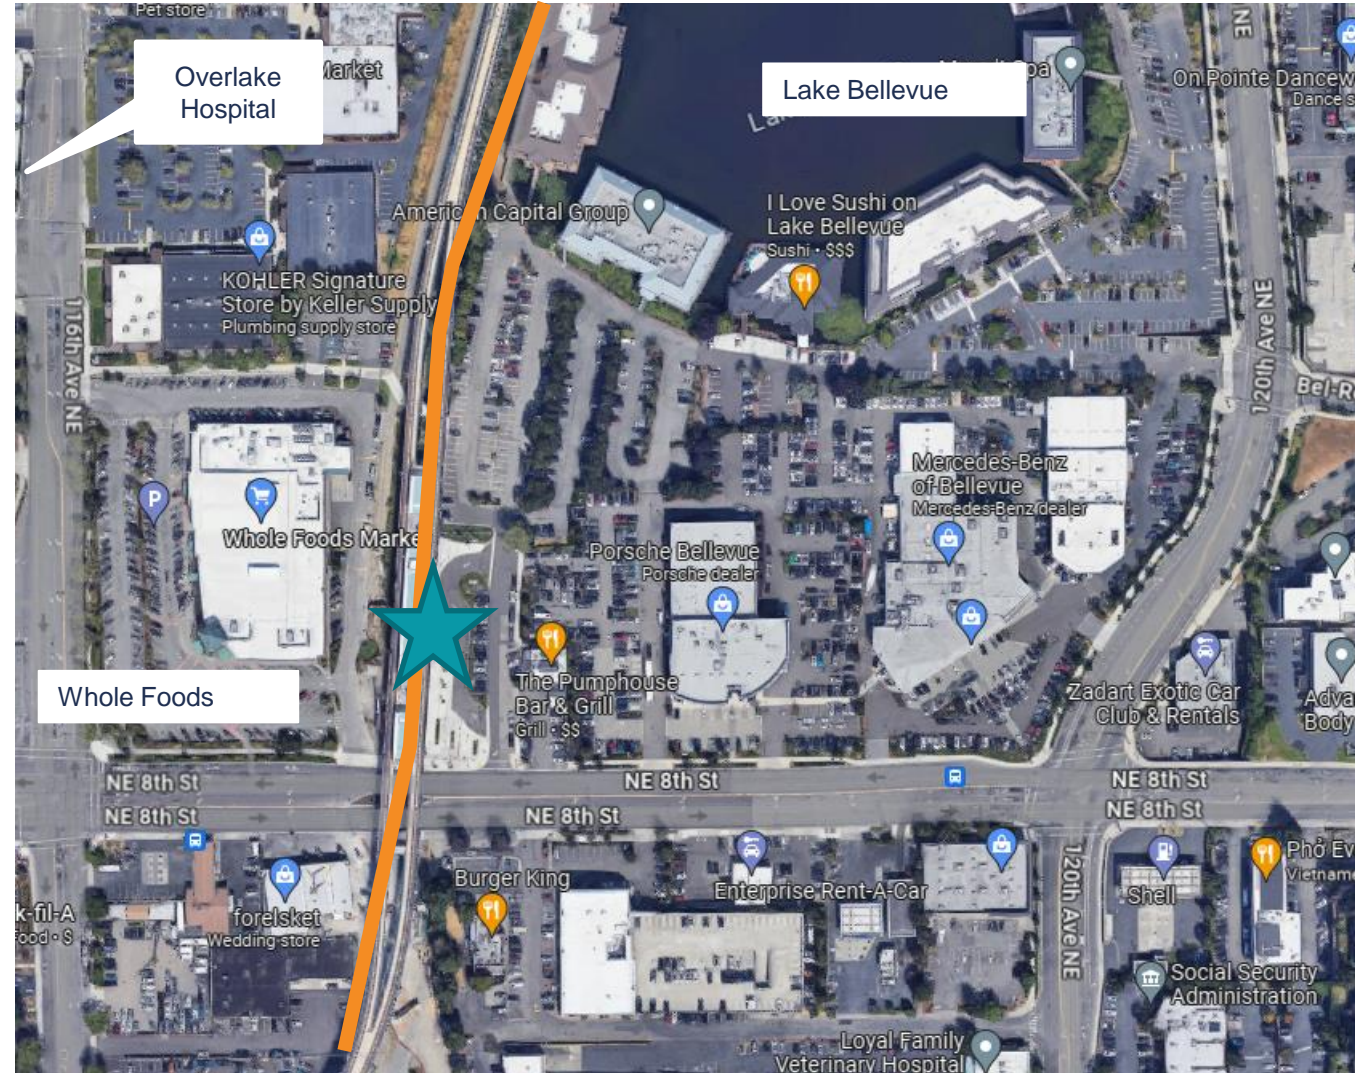 Pet store
Overlake
Hospital
Market
Lake Bellevue
Spa
On Pointe Dancew
Dance s
NE
American Capital Group
I Love Sushi on
Lake Bellevue
Sushi • $$$
KOHLER Signature
Store by Keller Supply
Plumbing supply store
116th Ave NE
120th Ave NE
Bel-R
Mercedes-Benz
of Bellevue
Mercedes-Benz dealer
P
Whole Foods Marke
Porsche Bellevue
Porsche dealer
The Pumphouse
Bar & Grill
Grill • $$
Whole Foods
Zadart Exotic Car
Club & Rentals
Adva
Body
NE 8th St
NE 8th St
NE 8th St
NE 8th St
NE 8th St
NE 8th St
120th Ave NE
Burger King
Enterprise Rent-A-Car
Shell
Phở Ev
Vietname
k-fil-A
ood • $
forelsket
Wedding store
Social Security
Administration
Loyal Family
Veterinary Hospital